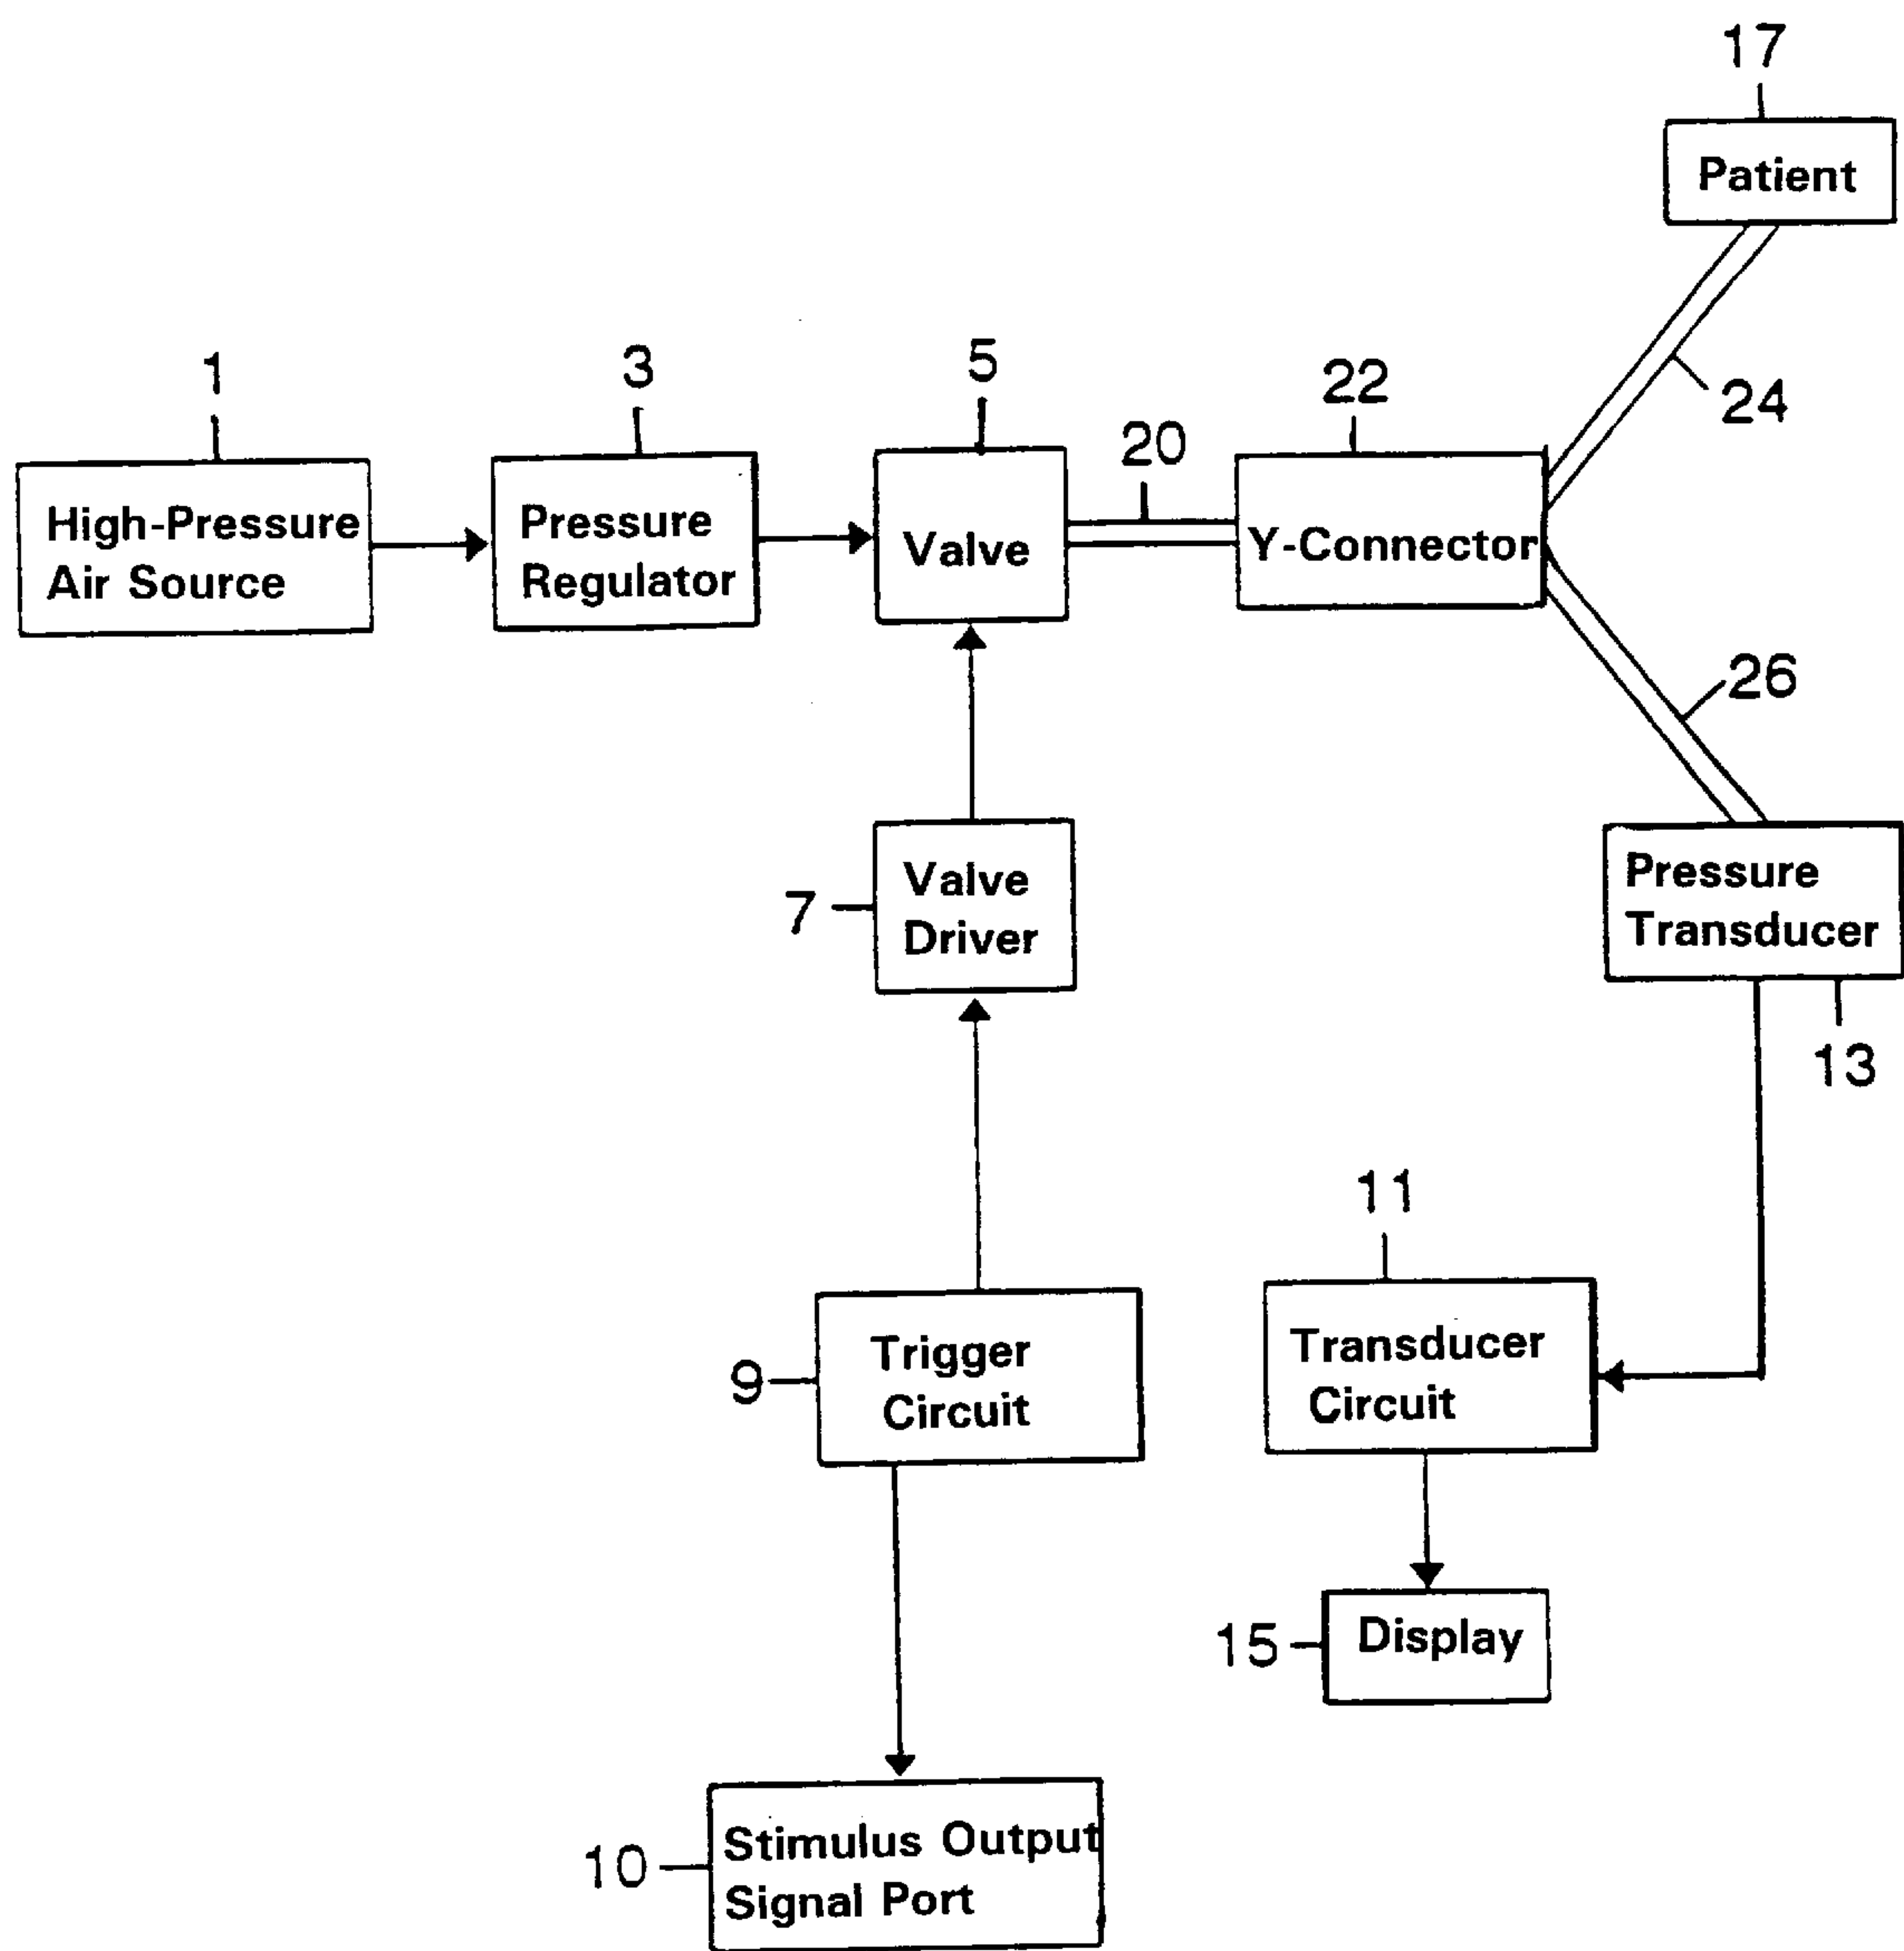 17
Patient
1
3
5
22
24
20
High-Pressure
Air Source
Pressure
Regulator
Valve
Y-Connector
26
7
Valve
Driver
Pressure
Transducer
13
11
9
Trigger
Circuit
Transducer
Circuit
15
Display
10
Stimulus Output
Signal Port